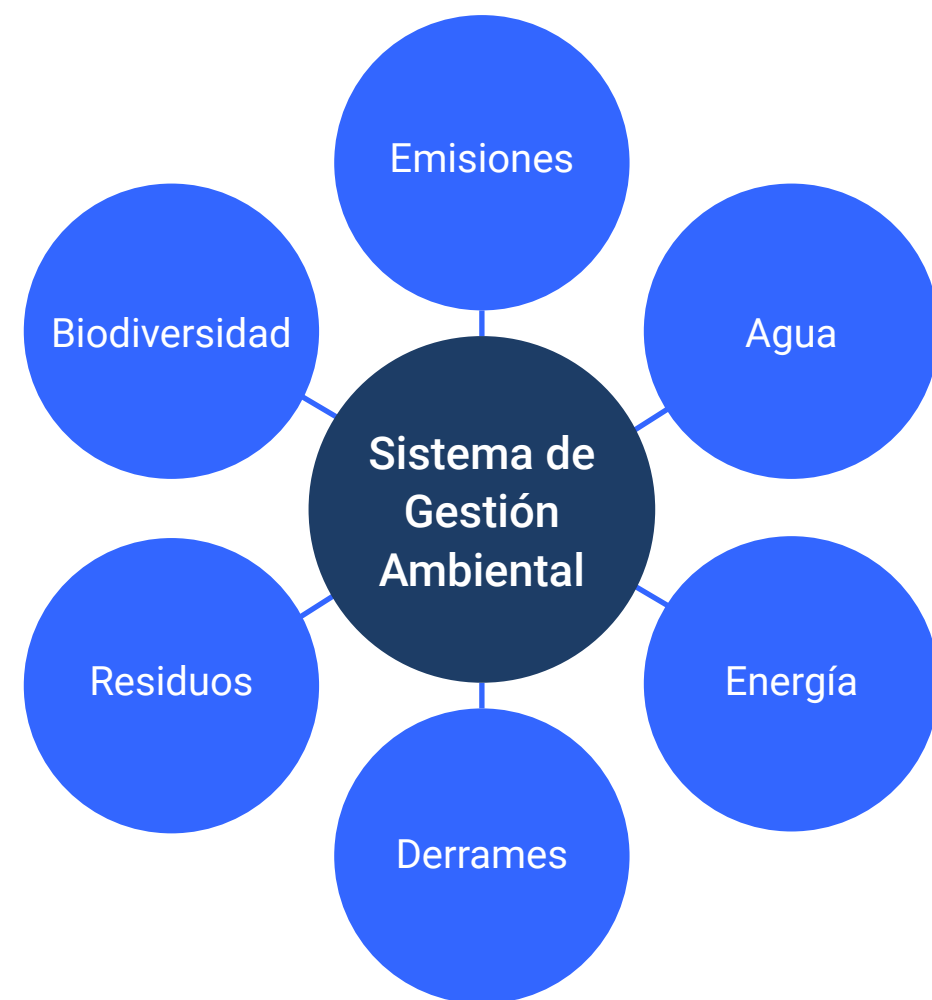 Emisiones
Biodiversidad
Agua
Sistema de
Gestión
Ambiental
Residuos
Energía
Derrames